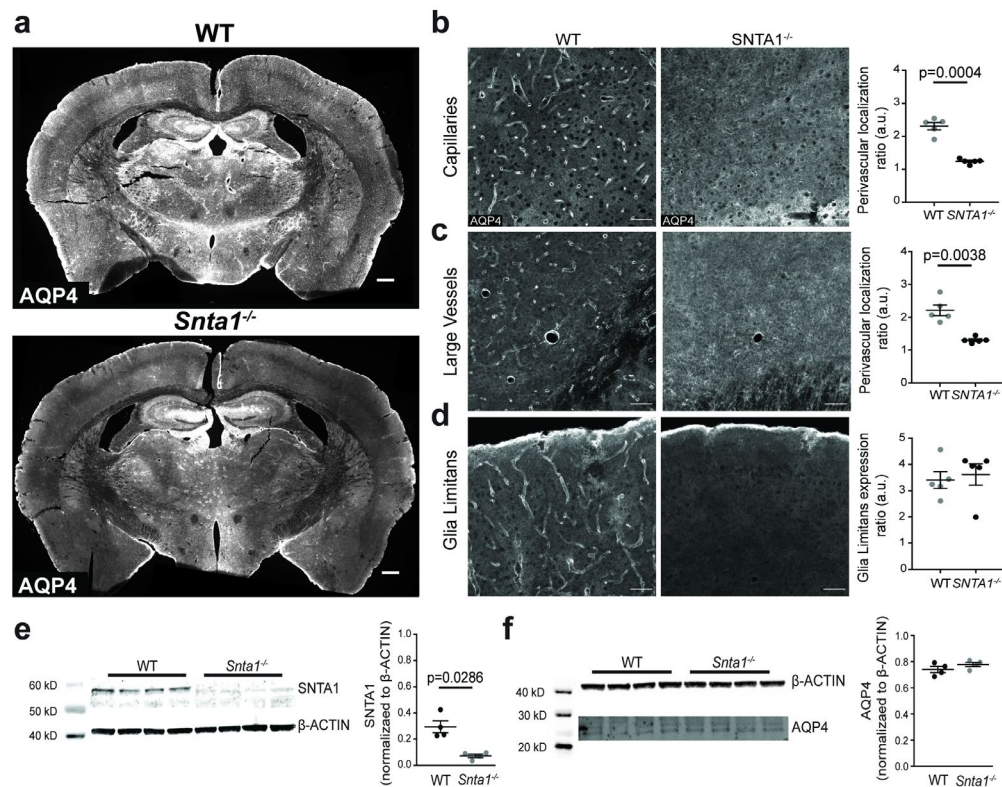 a
WT
AQP4
Snta1-/-
AQP4
b
WT
SNTA1-/-
Capillaries
AQP4
AQP4
Perivascular localization
ratio (a.u.)
4
3
2
1
0
p=0.0004
WT SNTA1-/-
c
Large Vessels
Perivascular localization
ratio (a.u.)
4
3
2
1
0
p=0.0038
WT SNTA1-/-
d
Glia Limitans
Glia Limitans expression
ratio (a.u.)
5
4
3
2
1
0
WT SNTA1-/-
e
WT
Snta1-/-
60 kD
50 kD
40 kD
SNTA1
β-ACTIN
SNTA1
(normalizaed to β-ACTIN)
1.0
0.8
0.6
0.4
0.2
0.0
p=0.0286
WT Snta1-/-
f
WT
Snta1-/-
40 kD
30 kD
20 kD
β-ACTIN
AQP4
AQP4
(normalizaed to β-ACTIN)
1.0
0.8
0.6
0.4
0.2
0.0
WT Snta1-/-